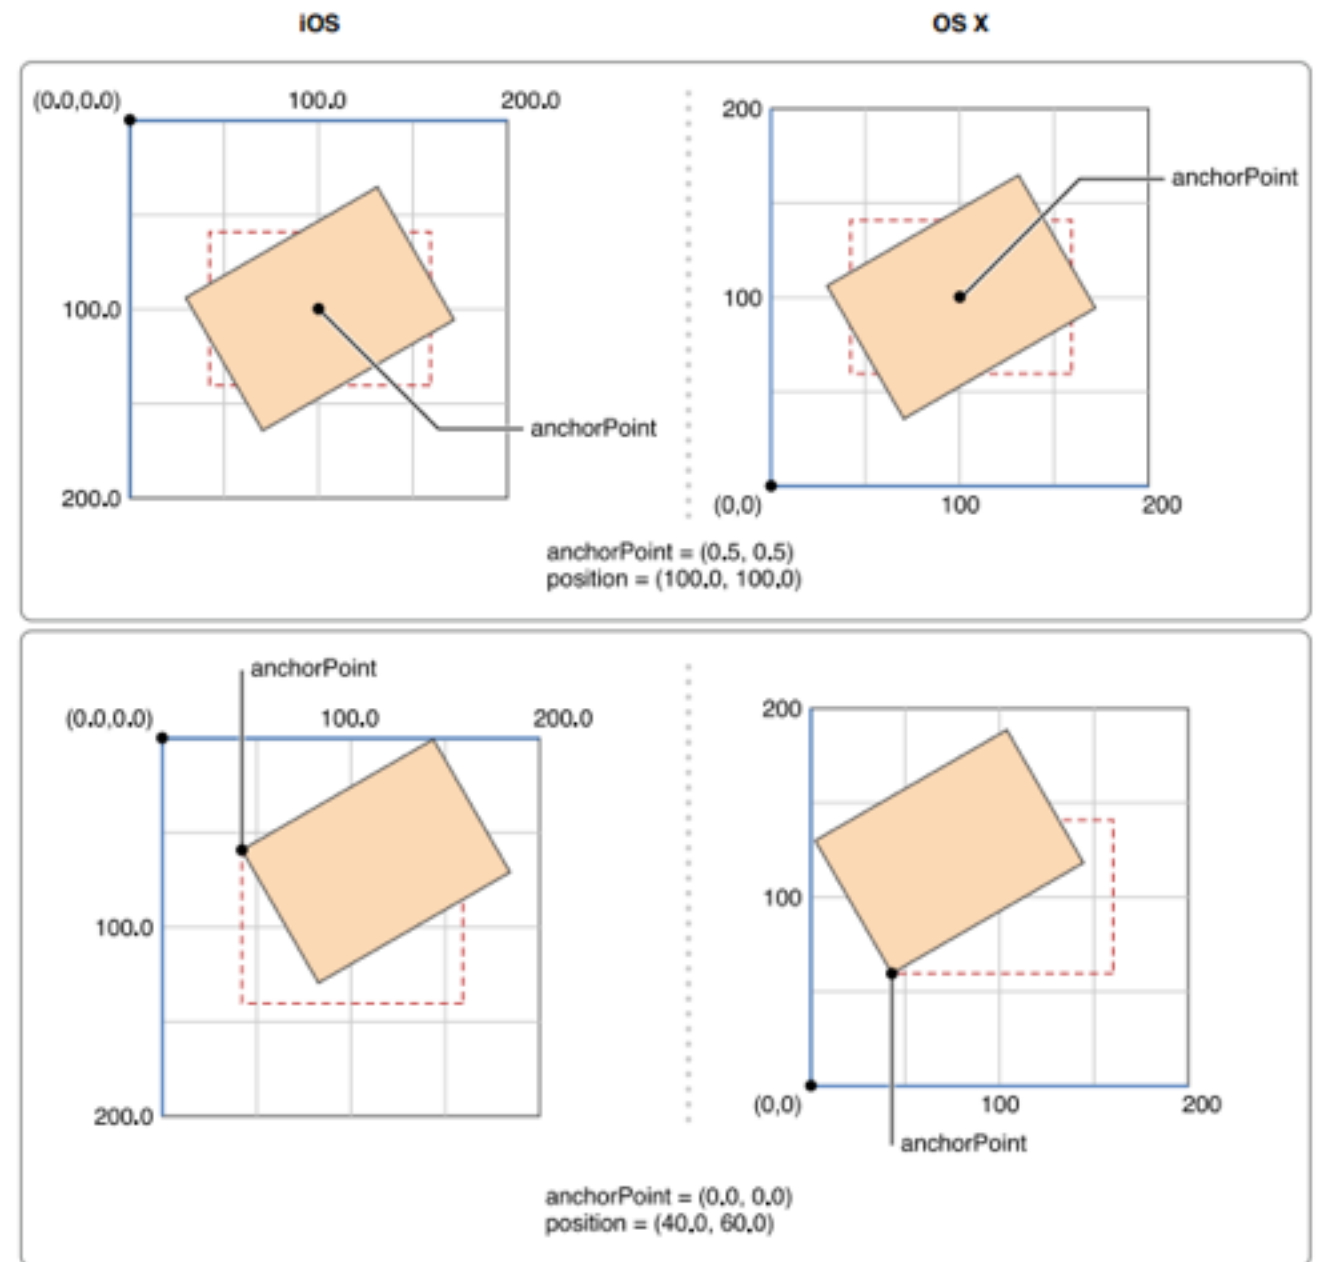 iOS
OS X
(0.0,0.0)
100.0
200.0
100.0
200.0
anchorPoint
200
100
(0,0)
100
200
anchorPoint
anchorPoint = (0.5, 0.5)
position = (100.0, 100.0)
anchorPoint
(0.0,0.0)
100.0
200.0
100.0
200.0
200
100
(0,0)
100
200
anchorPoint
anchorPoint = (0.0, 0.0)
position = (40.0, 60.0)